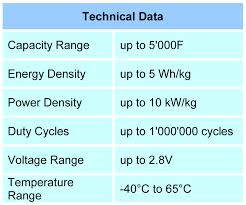 Technical Data
Capacity Range up to 5'000F
Energy Density up to 5 Wh/kg
Power Density up to 10 kW/kg
Duty Cycles up to 1'000'000 cycles
Voltage Range up to 2.8V
Temperature
Range -40°C to 65°C